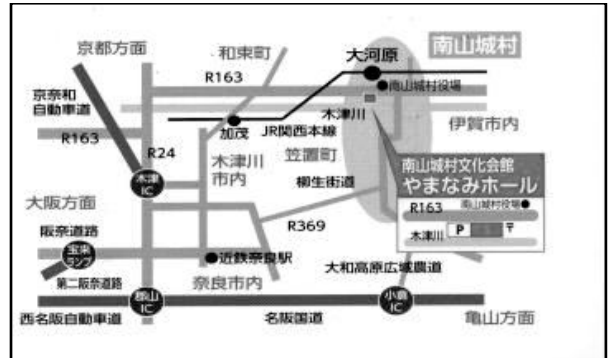 京都方面
和束町
大河原
南山城村
R163
南山城村役場
京奈和
自動車道
木津川
加茂
JR関西本線
伊賀市内
R163
R24
木津川
市内
笠置町
南山城村文化会館
やまなみホール
木津
IC
柳生街道
大阪方面
R163
南山城村役場
R369
木津川
P
〒
阪奈道路
宝来
ランプ
近鉄奈良駅
大和高原広域農道
第二阪奈道路
奈良市内
郡山
IC
小倉
IC
西名阪自動車道
名阪国道
亀山方面